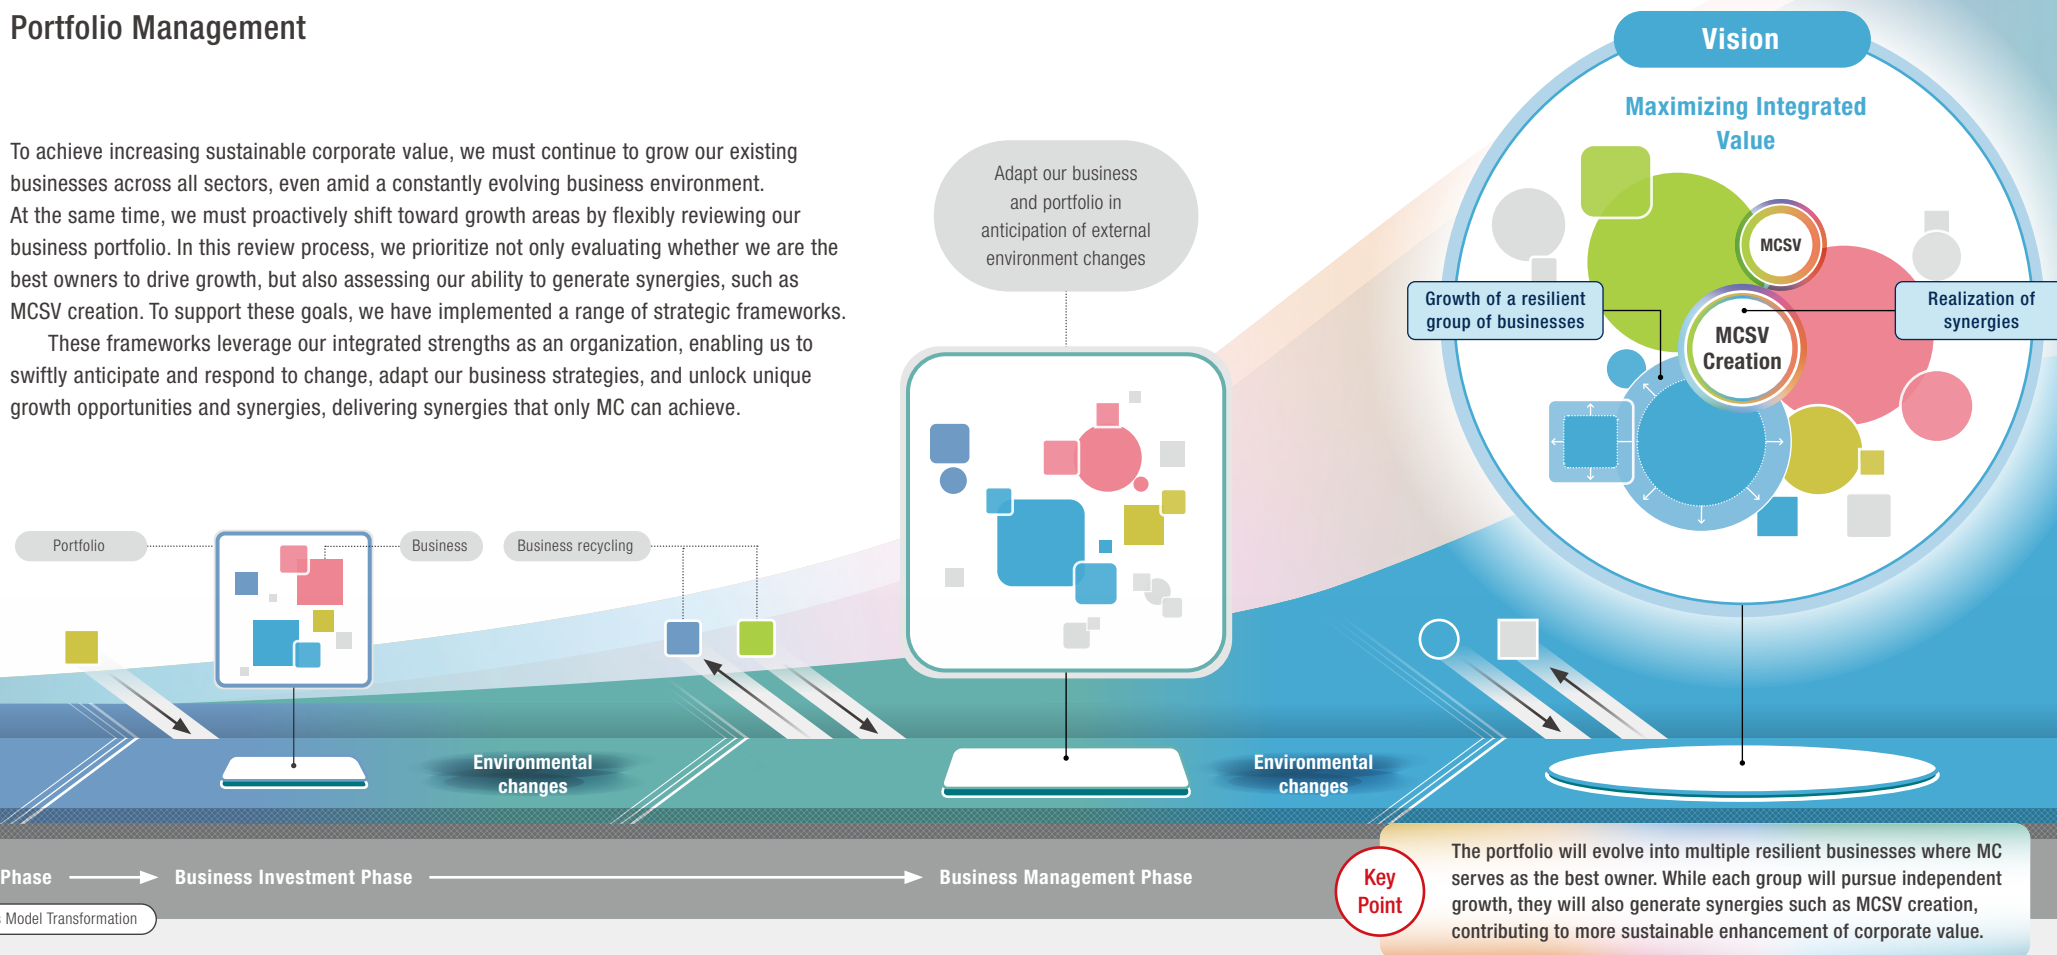 Portfolio Management
To achieve increasing sustainable corporate value, we must continue to grow our existing
businesses across all sectors, even amid a constantly evolving business environment.
At the same time, we must proactively shift toward growth areas by flexibly reviewing our
business portfolio. In this review process, we prioritize not only evaluating whether we are the
best owners to drive growth, but also assessing our ability to generate synergies, such as
MCSV creation. To support these goals, we have implemented a range of strategic frameworks.
These frameworks leverage our integrated strengths as an organization, enabling us to
swiftly anticipate and respond to change, adapt our business strategies, and unlock unique
growth opportunities and synergies, delivering synergies that only MC can achieve.
Adapt our business
and portfolio in
anticipation of external
environment changes
Vision
Maximizing Integrated
Value
MCSV
Growth of a resilient
group of businesses
MCSV
Creation
Realization of
synergies
Portfolio
Business
Business recycling
Environmental
changes
Environmental
changes
Phase
Business Investment Phase
Business Management Phase
s Model Transformation
Key
Point
The portfolio will evolve into multiple resilient businesses where MC
serves as the best owner. While each group will pursue independent
growth, they will also generate synergies such as MCSV creation,
contributing to more sustainable enhancement of corporate value.